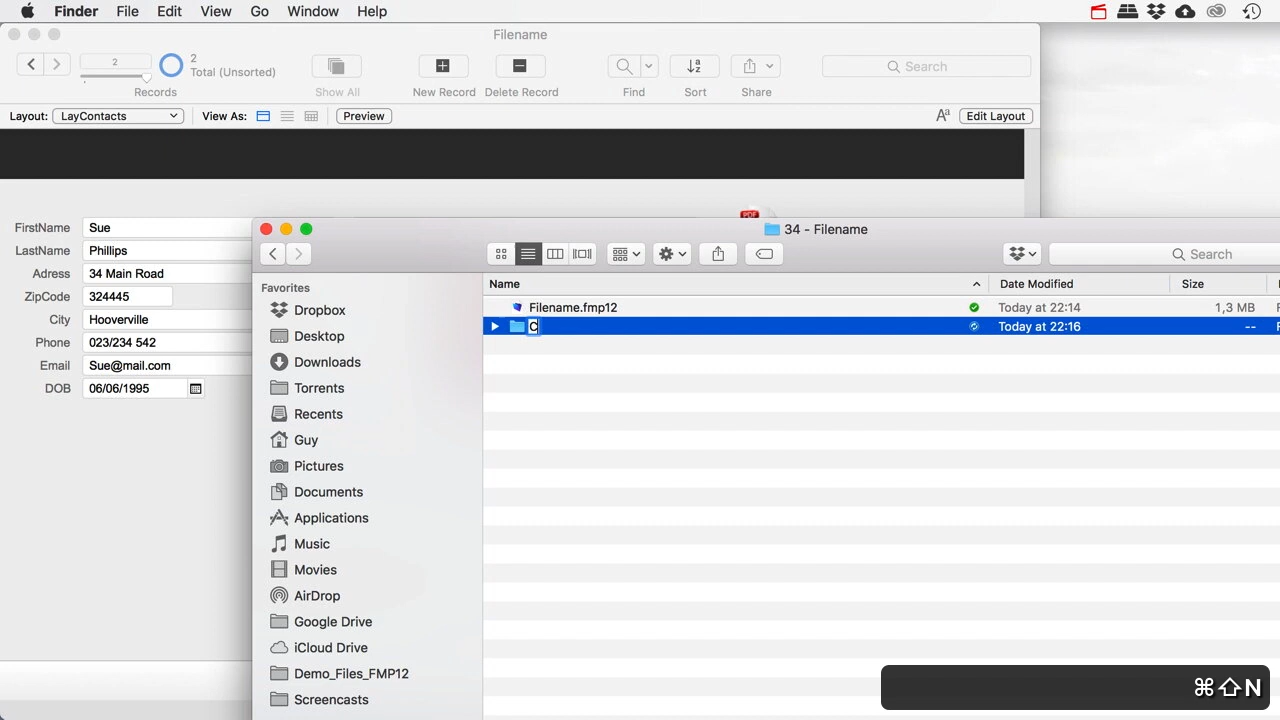 Finder File Edit View Go Window Help
Filename
2
2
Total (Unsorted)
Search
Records Show All New Record Delete Record Find Sort Share
Layout: LayContacts View As: Preview Aa Edit Layout
FirstName Sue
LastName Phillips
Adress 34 Main Road
ZipCode 324445
City Hooverville
Phone 023/234 542
Email Sue@mail.com
DOB 06/06/1995
PDF
34 - Filename
Search
Favorites
Dropbox
Desktop
Downloads
Torrents
Recents
Guy
Pictures
Documents
Applications
Music
Movies
AirDrop
Google Drive
iCloud Drive
Demo_Files_FMP12
Screencasts
Name Date Modified Size
Filename.fmp12 Today at 22:14 1,3 MB
C Today at 22:16 --
⌘⇧N